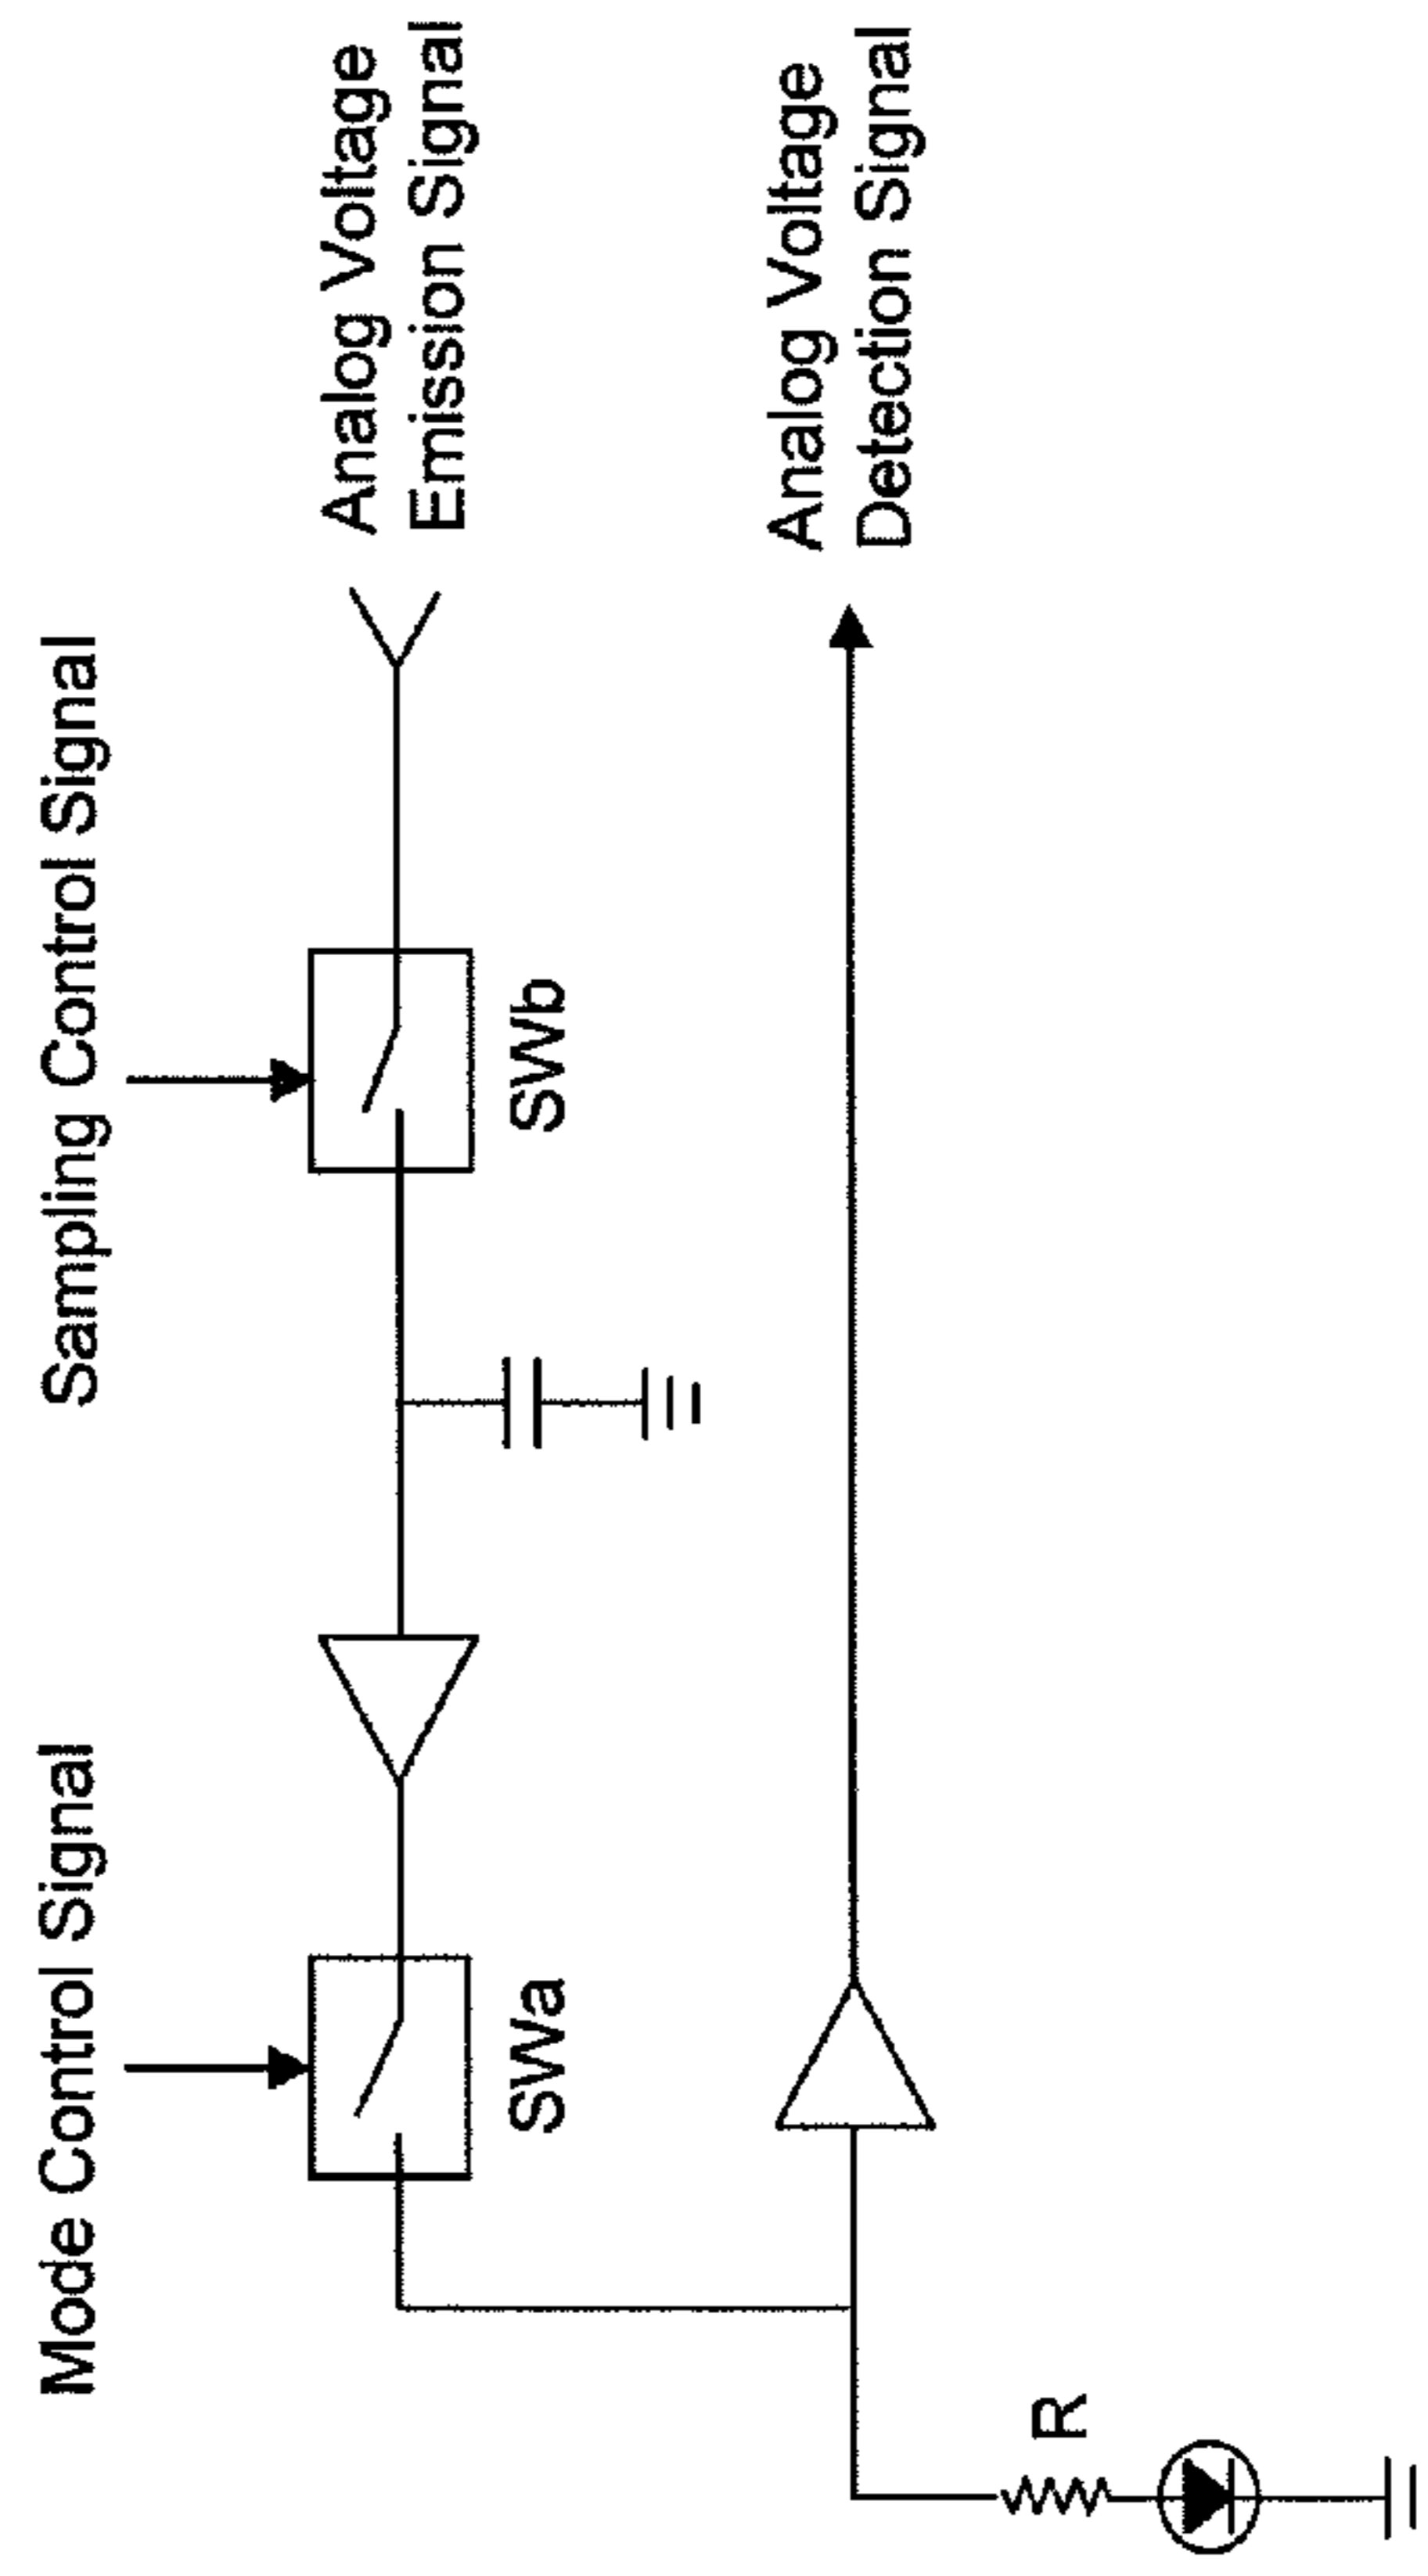 Mode Control Signal
Sampling Control Signal
Analog Voltage
Emission Signal
SWa
SWb
Analog Voltage
Detection Signal
R